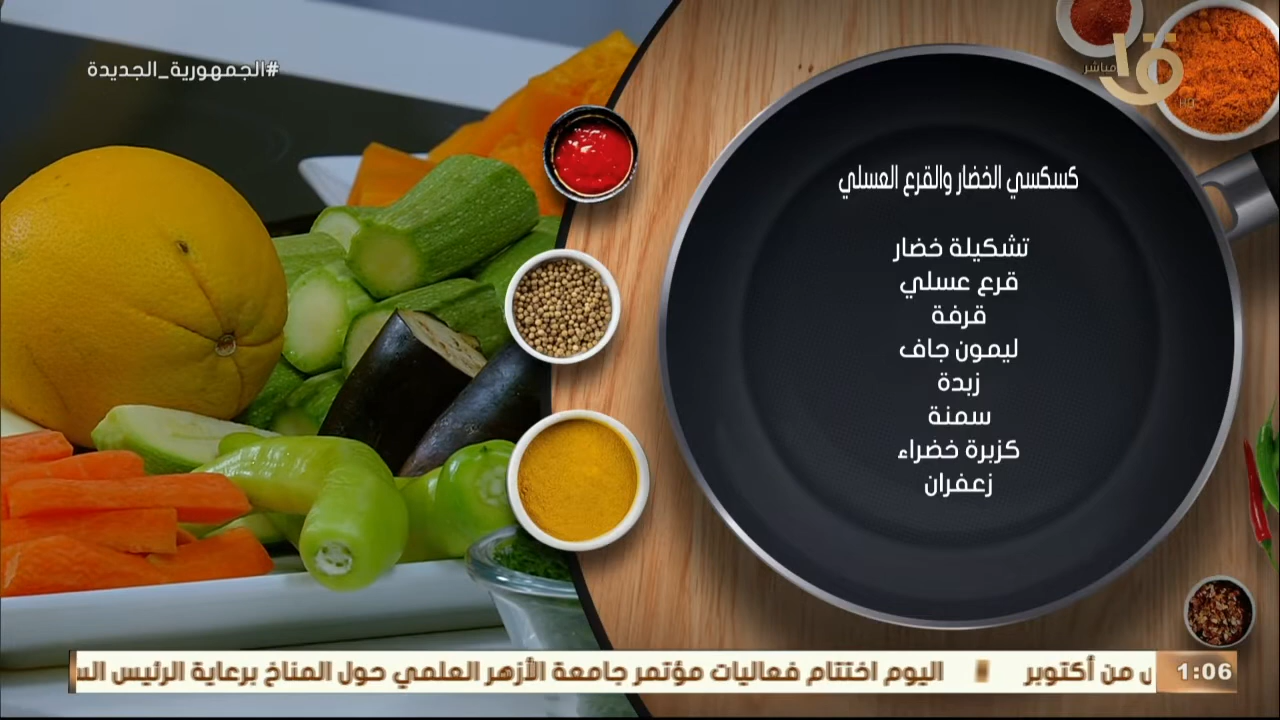 #الجمهورية_الجديدة
مباشر
HD
كسكسي الخضار والقرع العسلي
تشكيلة خضار
قرع عسلي
قرفة
ليمون جاف
زبدة
سمنة
كزبرة خضراء
زعفران
1:06
من أكتوبر
اليوم اختتام فعاليات مؤتمر جامعة الأزهر العلمي حول المناخ برعاية الرئيس